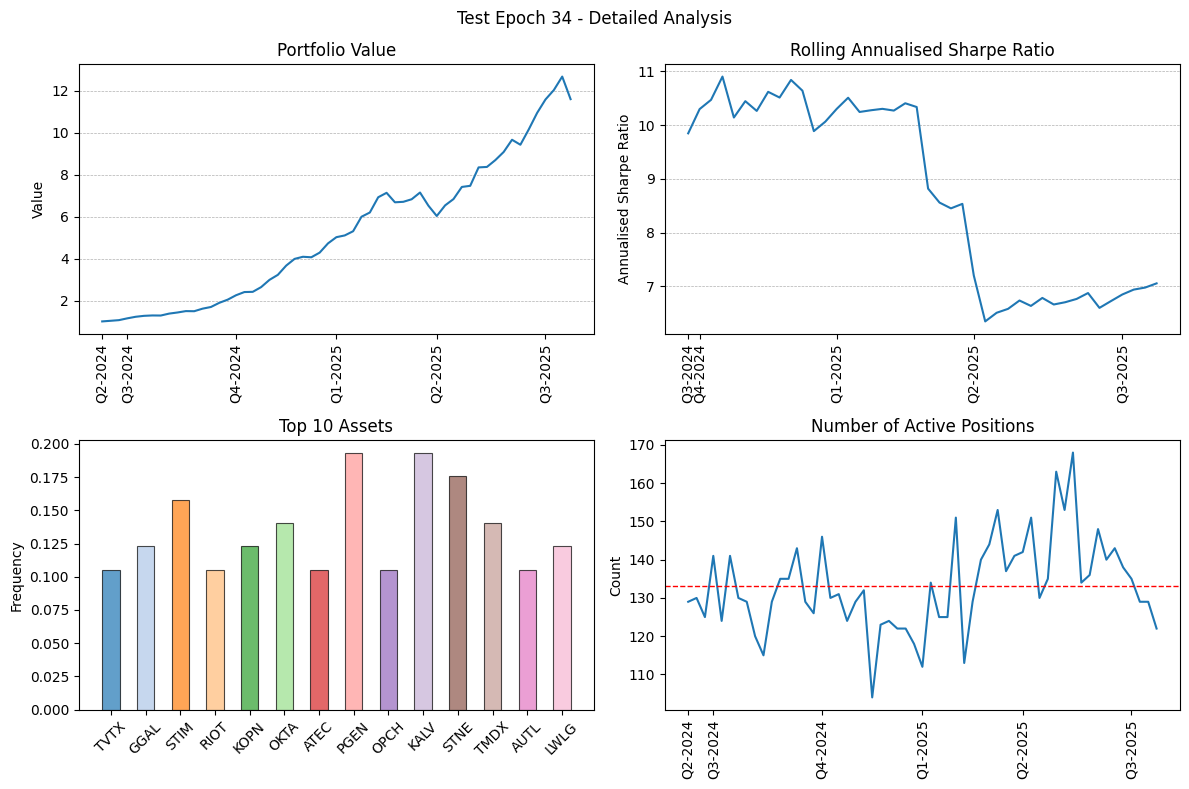 Test Epoch 34 - Detailed Analysis
Portfolio Value
Value
12
10
8
6
4
2
Q2-2024
Q3-2024
Q4-2024
Q1-2025
Q2-2025
Q3-2025
Rolling Annualised Sharpe Ratio
Annualised Sharpe Ratio
11
10
9
8
7
Q3-2024
Q4-2024
Q1-2025
Q2-2025
Q3-2025
Top 10 Assets
Frequency
0.200
0.175
0.150
0.125
0.100
0.075
0.050
0.025
0.000
TVTX
GGAL
STIM
RIOT
KOPN
OKTA
ATEC
PGEN
OPCH
KALV
STNE
TMDX
AUTL
LWLG
Number of Active Positions
Count
170
160
150
140
130
120
110
Q2-2024
Q3-2024
Q4-2024
Q1-2025
Q2-2025
Q3-2025